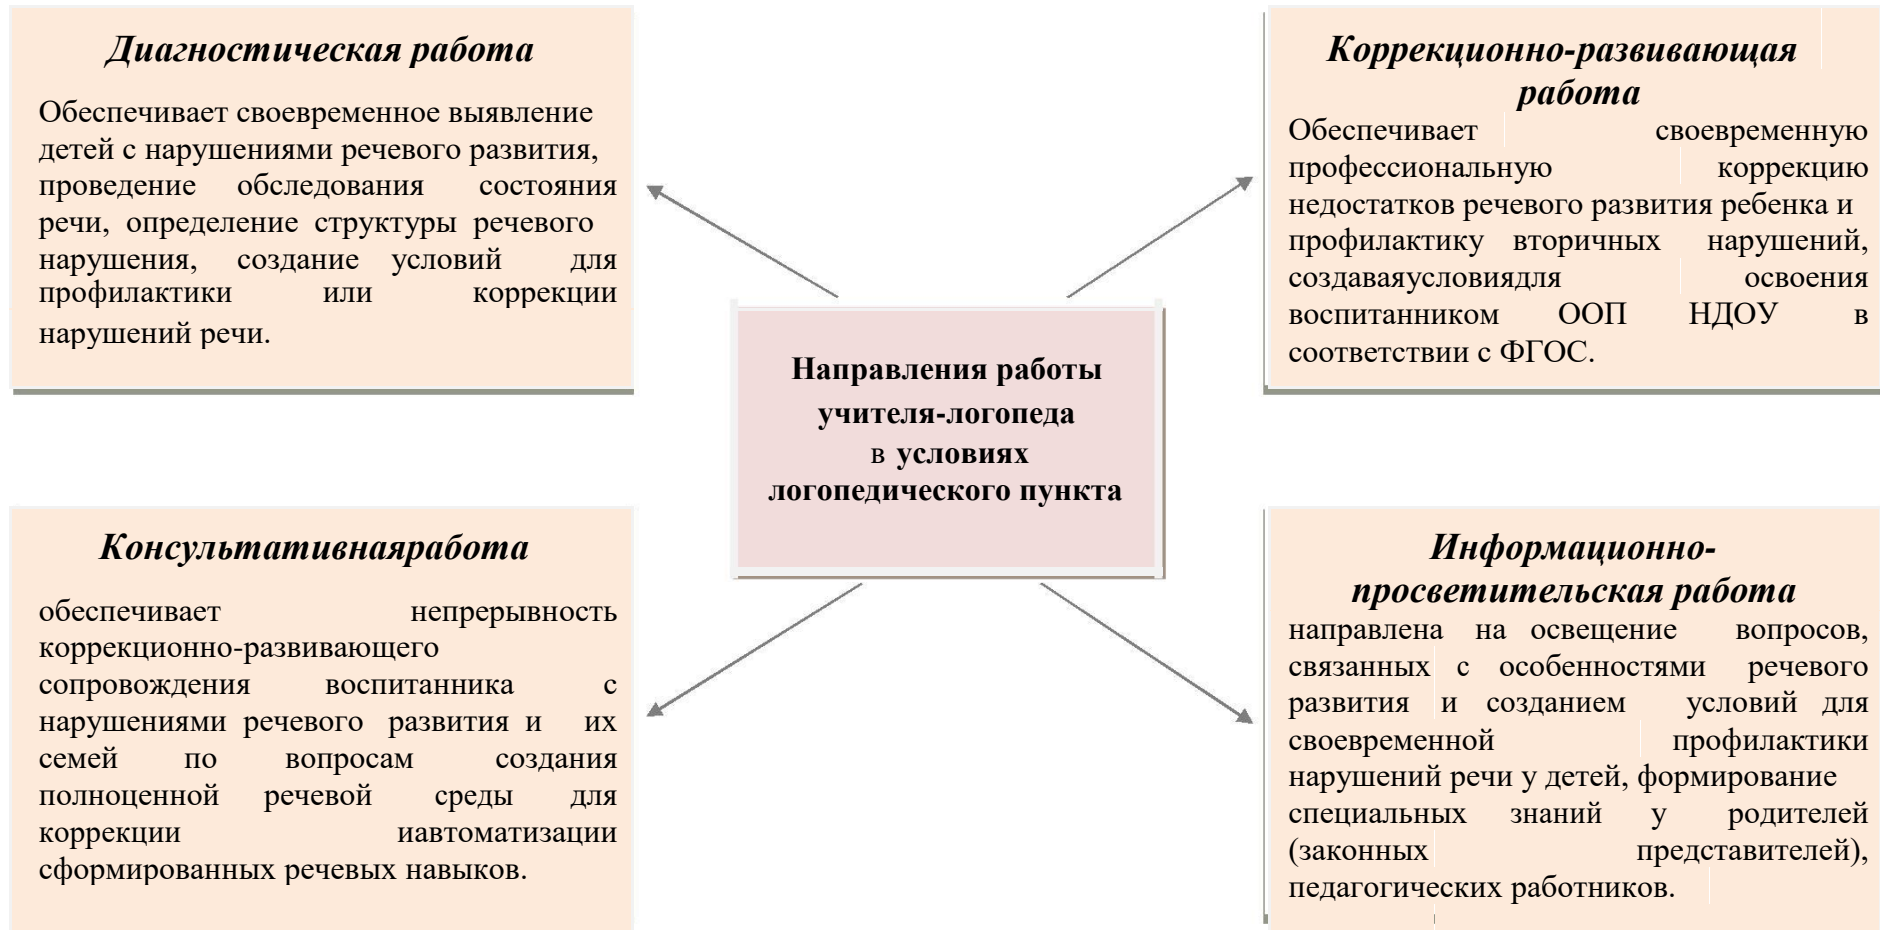 Диагностическая работа
Обеспечивает своевременное выявление
детей с нарушениями речевого развития,
проведение обследования состояния
речи, определение структуры речевого
нарушения, создание условий для
профилактики или коррекции
нарушений речи.
Коррекционно-развивающая
работа
Обеспечивает своевременную
профессиональную коррекцию
недостатков речевого развития ребенка и
профилактику вторичных нарушений,
создаваяусловиядля освоения
воспитанником ООП НДОУ в
соответствии с ФГОС.
Направления работы
учителя-логопеда
в условиях
логопедического пункта
Консультативнаяработа
обеспечивает непрерывность
коррекционно-развивающего
сопровождения воспитанника с
нарушениями речевого развития и их
семей по вопросам создания
полноценной речевой среды для
коррекции иавтоматизации
сформированных речевых навыков.
Информационно-
просветительская работа
направлена на освещение вопросов,
связанных с особенностями речевого
развития и созданием условий для
своевременной профилактики
нарушений речи у детей, формирование
специальных знаний у родителей
(законных представителей),
педагогических работников.